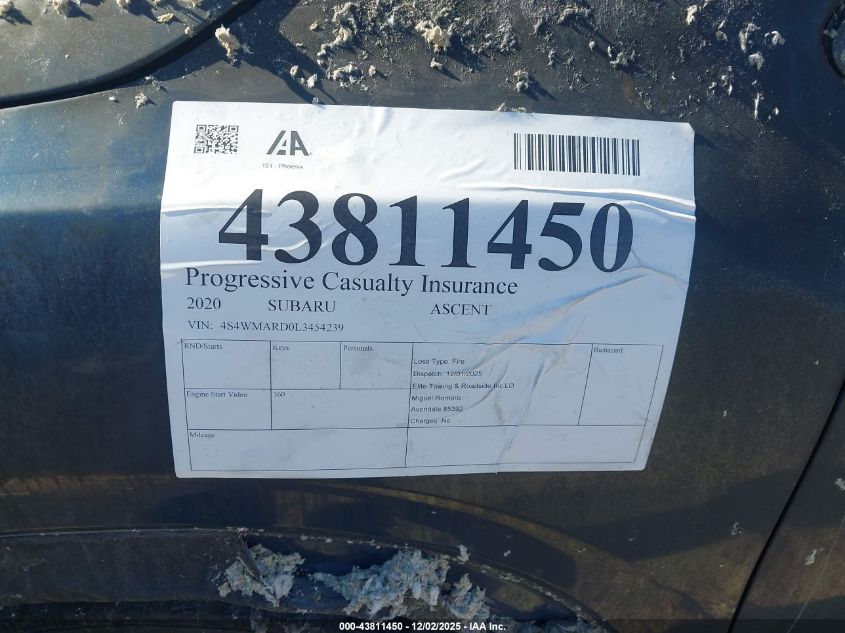 IAA
151 - Phoenix
43811450
Progressive Casualty Insurance
2020 SUBARU ASCENT
VIN: 4S4WMARD0L3454239
RND/Starts Keys Personals Biohazard
Loss Type: Fire
Dispatch: 12/01/2025
Elite Towing & Roadside Inc LD
Engine Start Video 360
Miguel Romero
Avondale 85392
Charges: No
Mileage
000-43811450 - 12/02/2025 - IAA Inc.